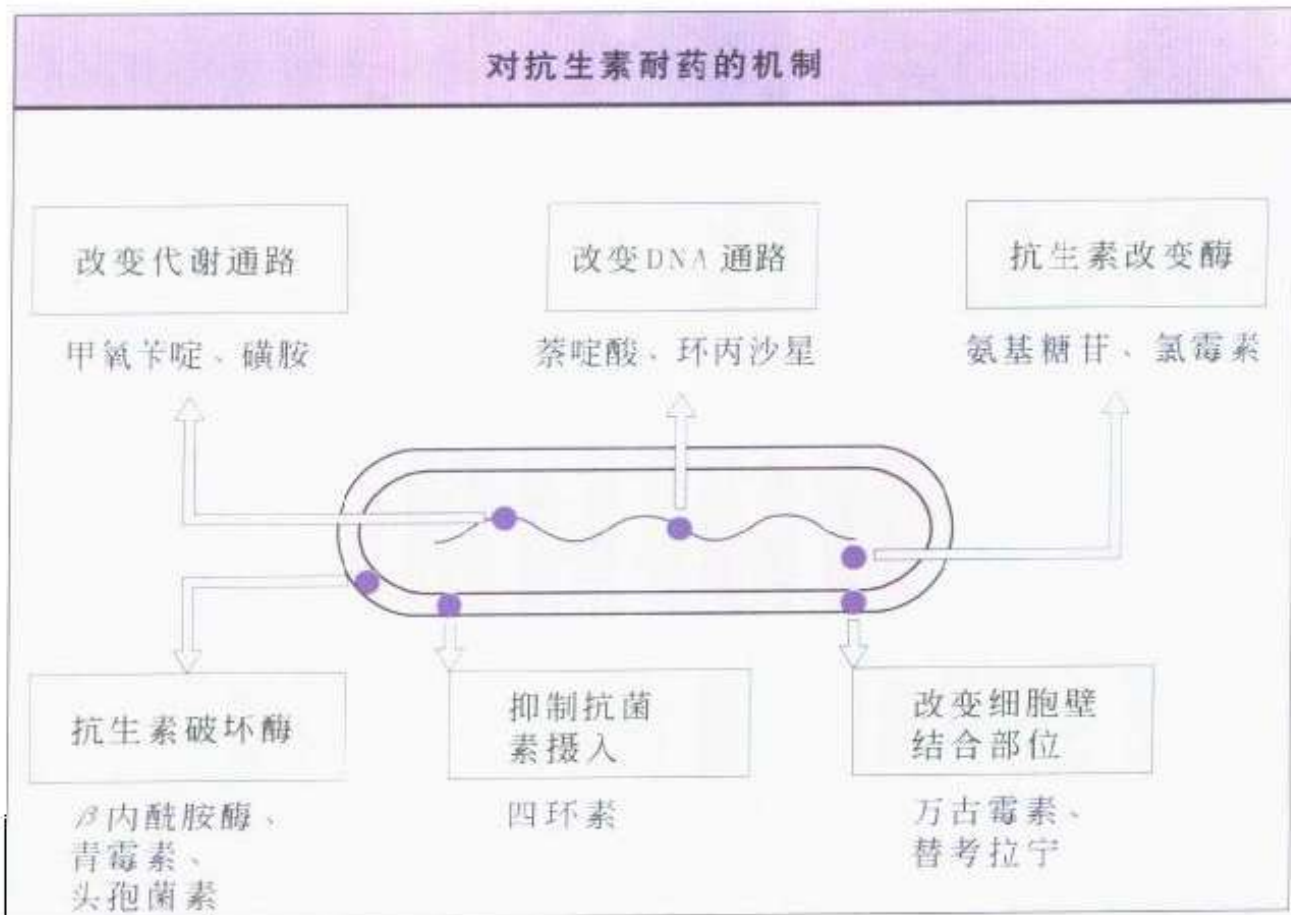 对抗生素耐药的机制
改变代谢通路
甲氧苄啶、磺胺
改变DNA通路
萘啶酸、环丙沙星
抗生素改变酶
氨基糖苷、氯霉素
抗生素破坏酶
β内酰胺酶、
青霉素、
头孢菌素
抑制抗菌
素摄入
四环素
改变细胞壁
结合部位
万古霉素、
替考拉宁